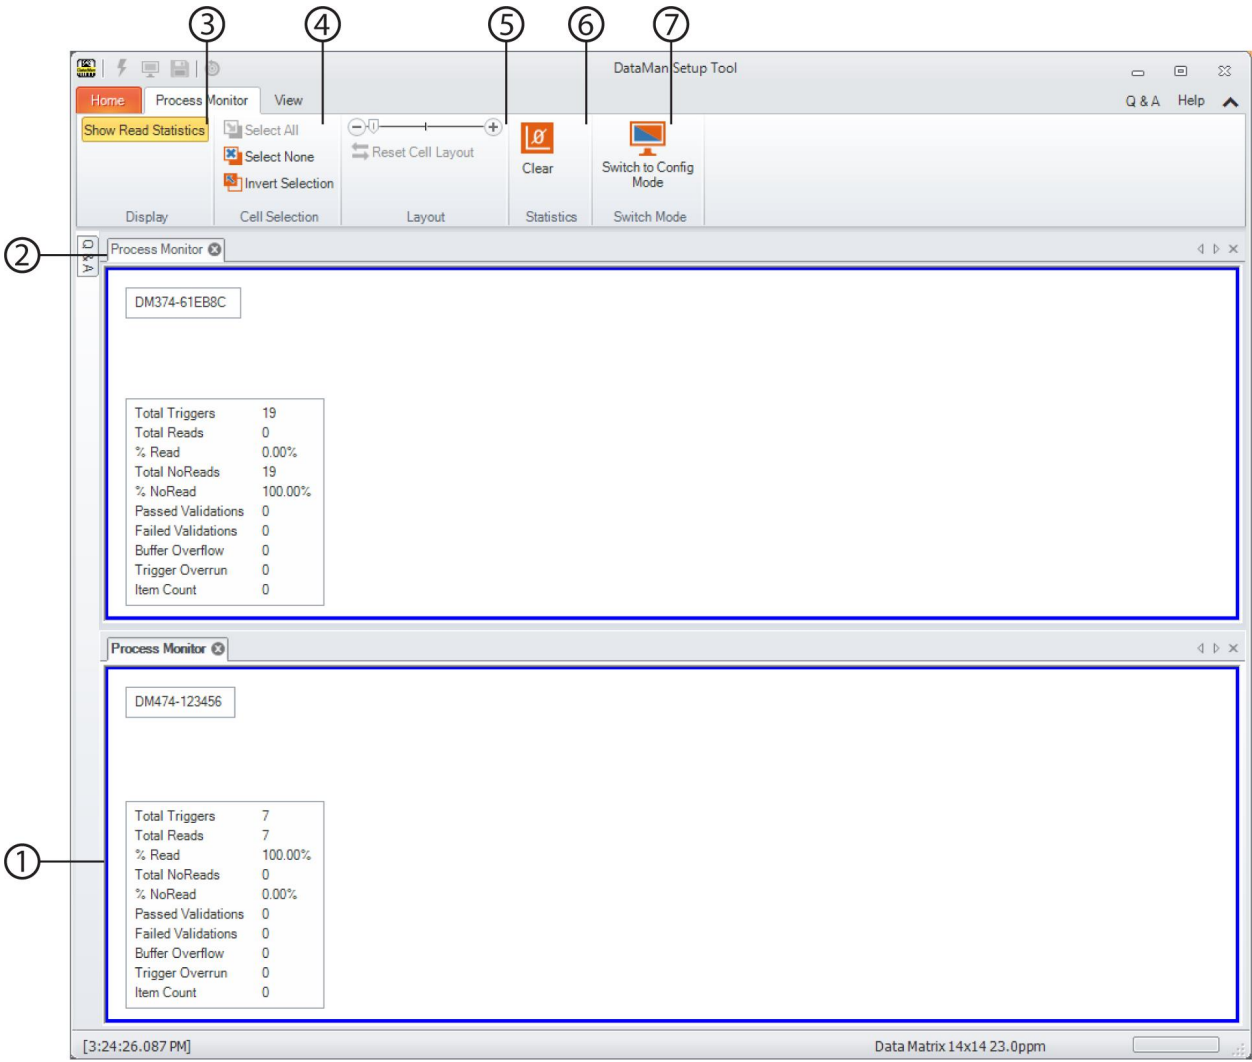 3 4 5 6 7
DataMan Setup Tool
Home Process Monitor View Q & A Help
Show Read Statistics Select All
Select None
Invert Selection
Reset Cell Layout
Clear
Switch to Config
Mode
Display Cell Selection Layout Statistics Switch Mode
2
Q & A
Process Monitor
DM374-61EB8C
Total Triggers 19
Total Reads 0
% Read 0.00%
Total NoReads 19
% NoRead 100.00%
Passed Validations 0
Failed Validations 0
Buffer Overflow 0
Trigger Overrun 0
Item Count 0
Process Monitor
DM474-123456
1
Total Triggers 7
Total Reads 7
% Read 100.00%
Total NoReads 0
% NoRead 0.00%
Passed Validations 0
Failed Validations 0
Buffer Overflow 0
Trigger Overrun 0
Item Count 0
[3:24:26.087 PM] Data Matrix 14x14 23.0ppm